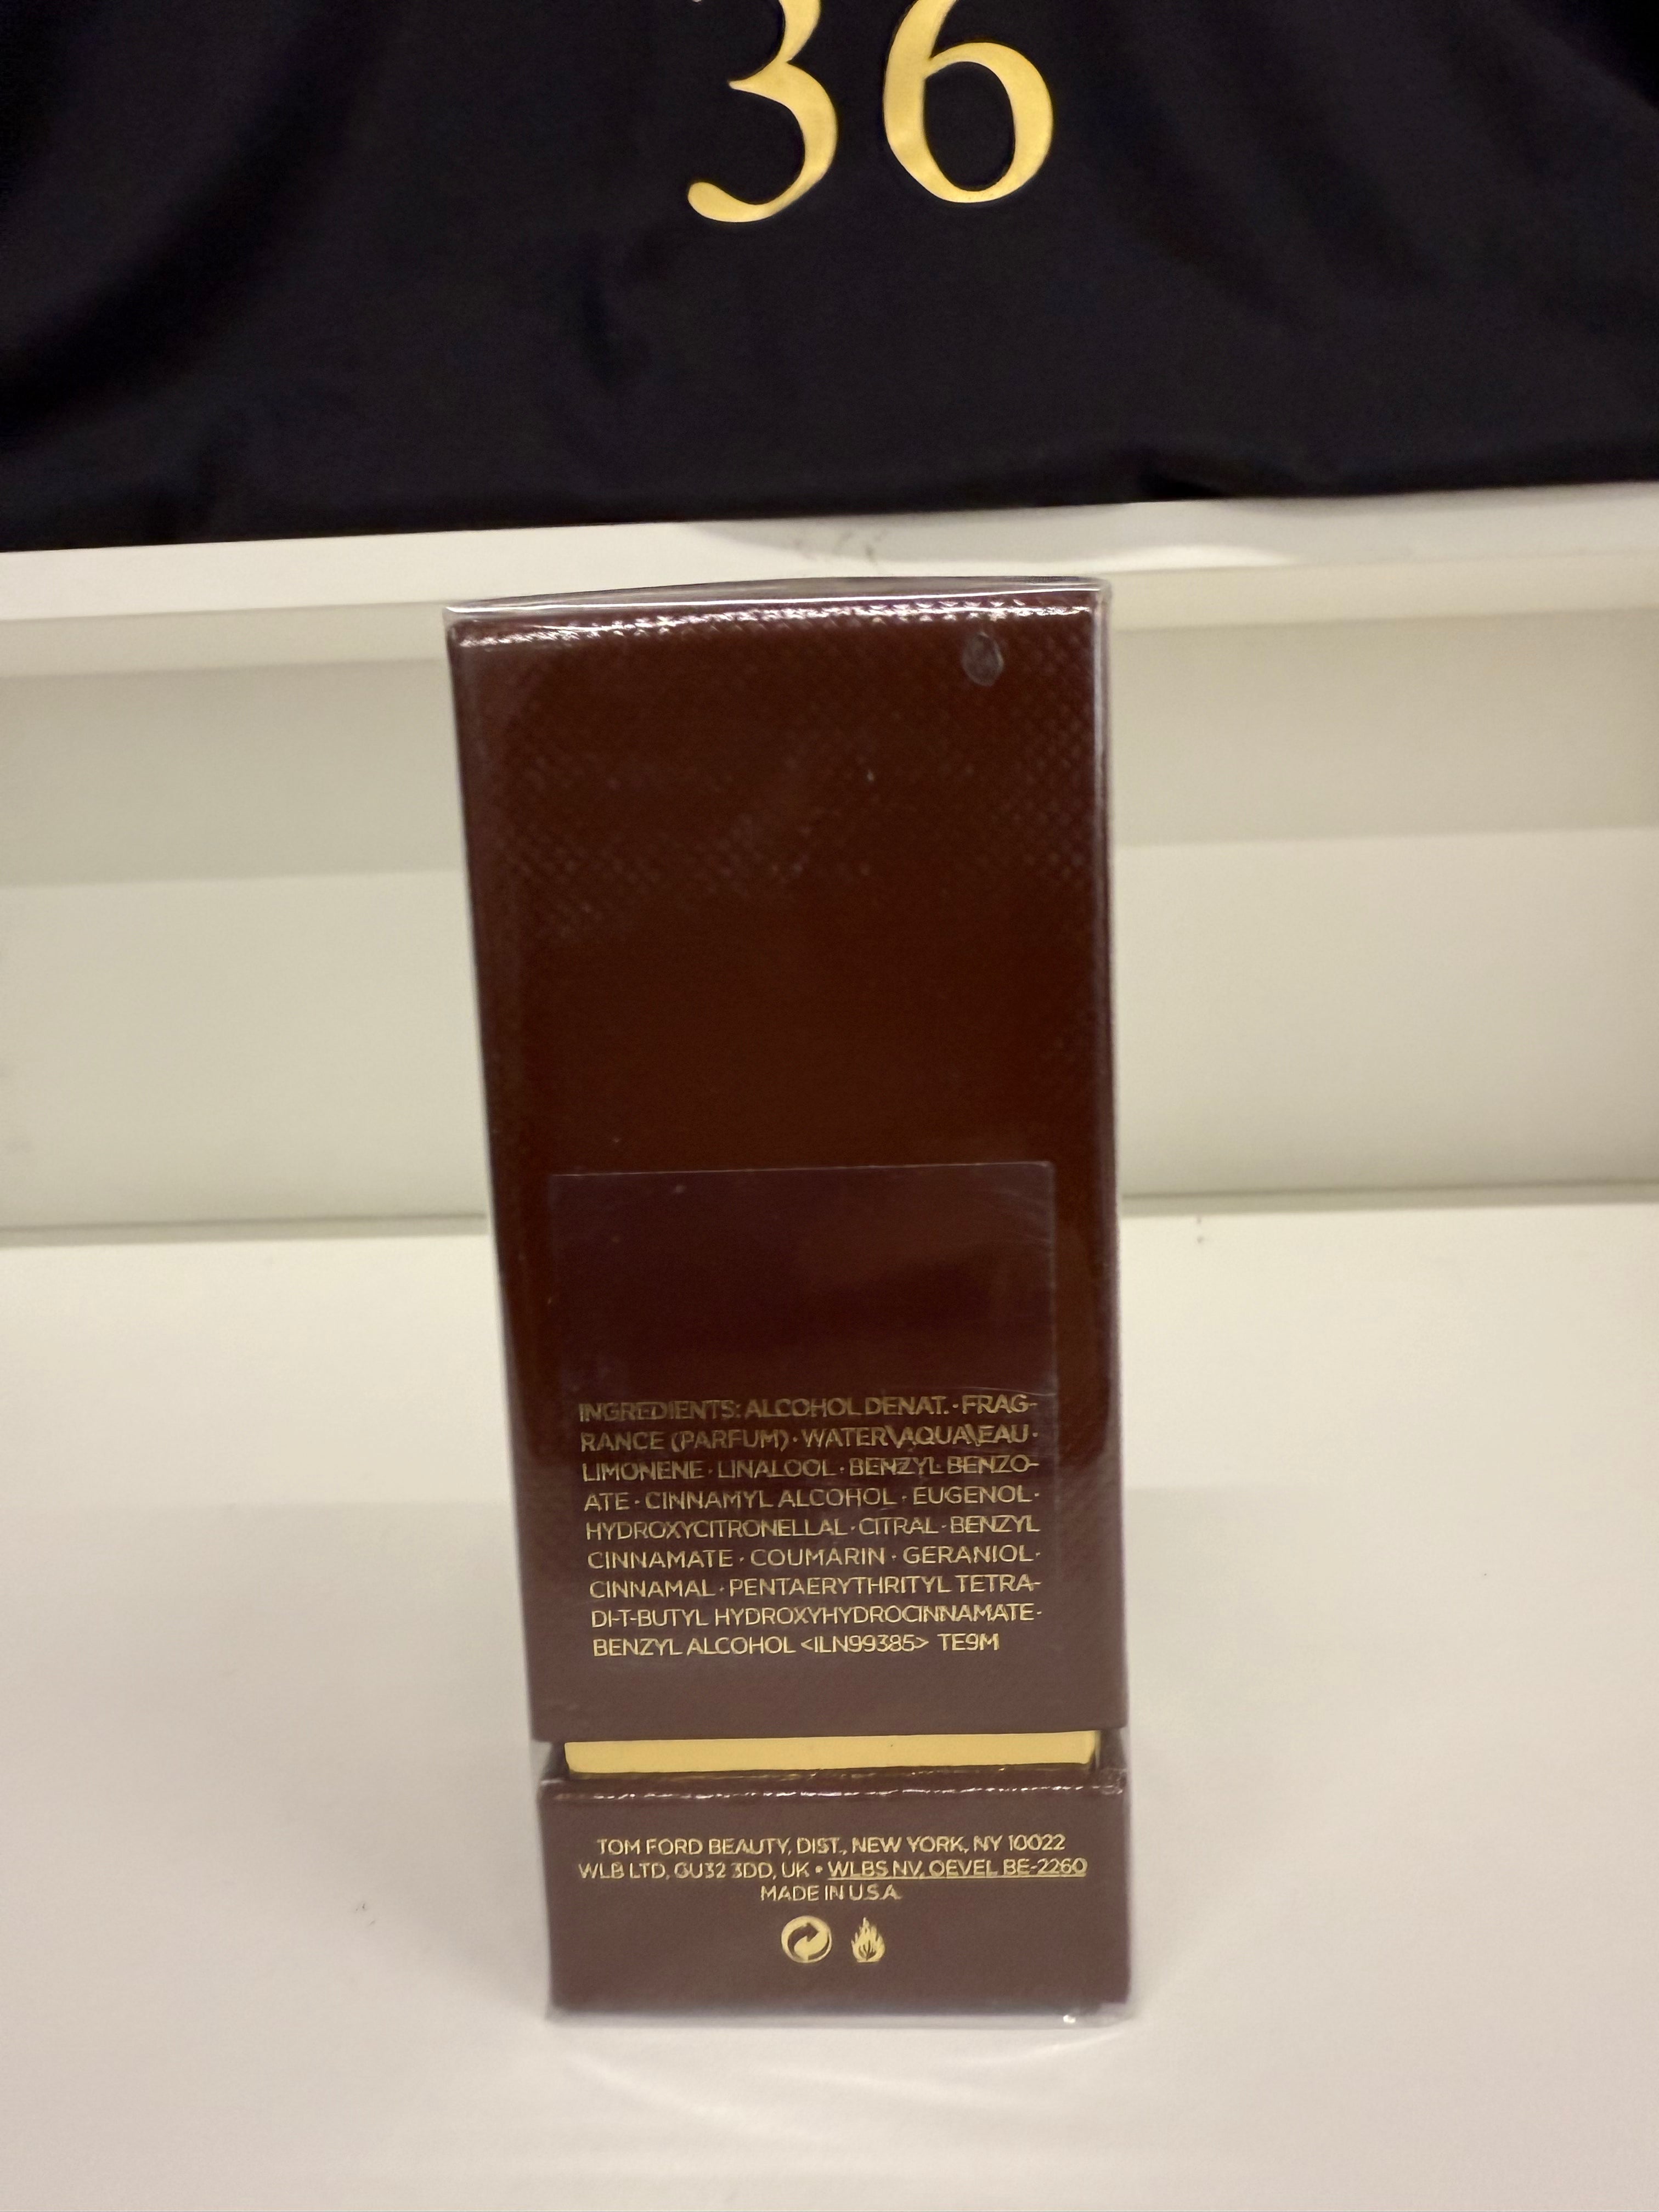 36
INGREDIENTS: ALCOHOL DENAT. · FRAG-
RANCE (PARFUM) · WATER\AQUA\EAU ·
LIMONENE · LINALOOL · BENZYL BENZO-
ATE · CINNAMYL ALCOHOL · EUGENOL ·
HYDROXYCITRONELLAL · CITRAL · BENZYL
CINNAMATE · COUMARIN · GERANIOL ·
CINNAMAL · PENTAERYTHRITYL TETRA-
DI-T-BUTYL HYDROXYHYDROCINNAMATE ·
BENZYL ALCOHOL <ILN99385> TE9M
TOM FORD BEAUTY, DIST., NEW YORK, NY 10022
WLB LTD, GU32 3DD, UK • WLBS NV, OEVEL BE-2260
MADE IN U.S.A.